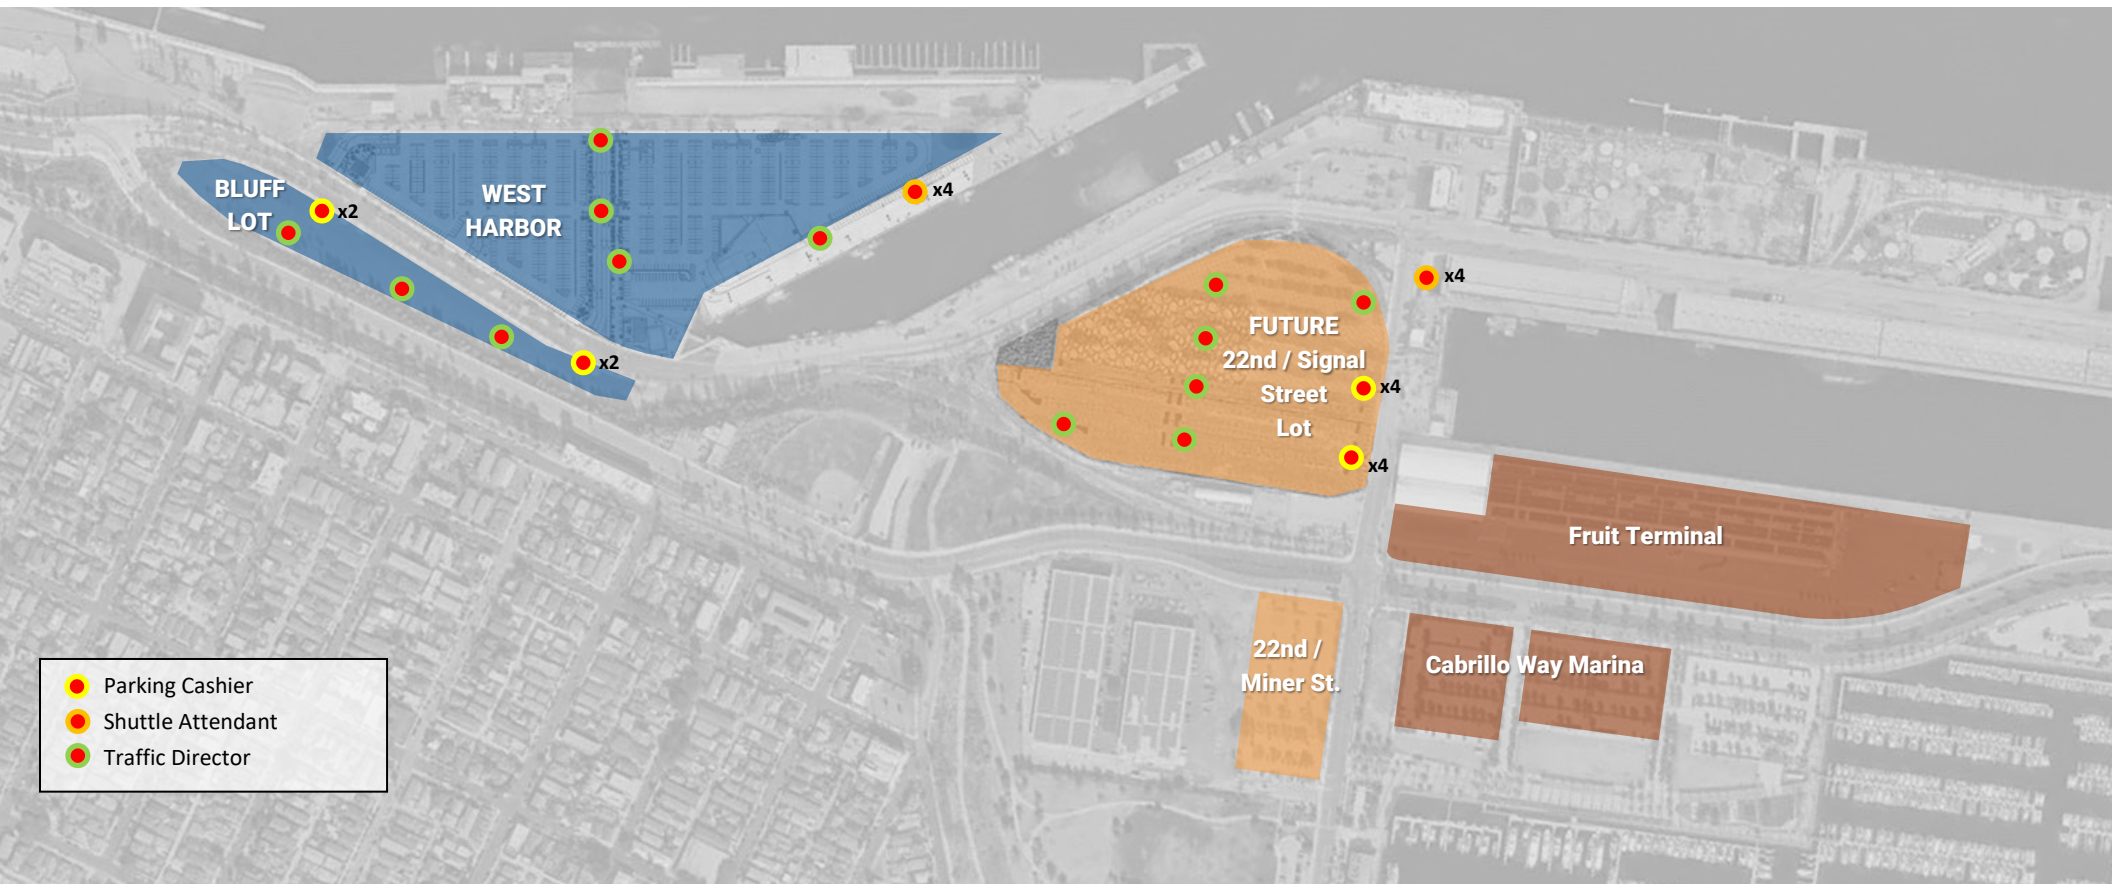 BLUFF
LOT
x2
WEST
HARBOR
x4
x2
x4
FUTURE
22nd / Signal
Street
Lot
x4
x4
Fruit Terminal
22nd /
Miner St.
Cabrillo Way Marina
Parking Cashier
Shuttle Attendant
Traffic Director